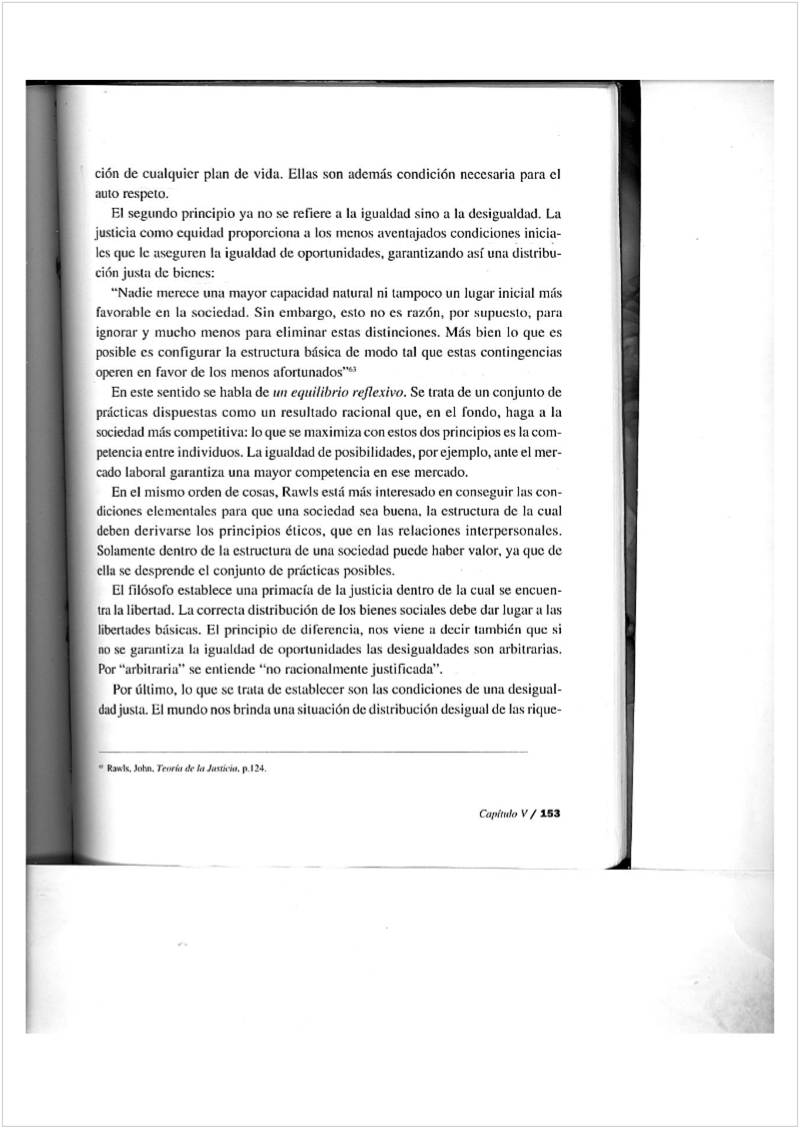 ción de cualquier plan de vida. Ellas son además condición necesaria para el
auto respeto.
El segundo principio ya no se refiere a la igualdad sino a la desigualdad. La
justicia como equidad proporciona a los menos aventajados condiciones inicia-
les que le aseguren la igualdad de oportunidades, garantizando así una distribu-
ción justa de bienes:
“Nadie merece una mayor capacidad natural ni tampoco un lugar inicial más
favorable en la sociedad. Sin embargo, esto no es razón, por supuesto, para
ignorar y mucho menos para eliminar estas distinciones. Más bien lo que es
posible es configurar la estructura básica de modo tal que estas contingencias
operen en favor de los menos afortunados”⁶³
En este sentido se habla de un equilibrio reflexivo. Se trata de un conjunto de
prácticas dispuestas como un resultado racional que, en el fondo, haga a la
sociedad más competitiva: lo que se maximiza con estos dos principios es la com-
petencia entre individuos. La igualdad de posibilidades, por ejemplo, ante el mer-
cado laboral garantiza una mayor competencia en ese mercado.
En el mismo orden de cosas, Rawls está más interesado en conseguir las con-
diciones elementales para que una sociedad sea buena, la estructura de la cual
deben derivarse los principios éticos, que en las relaciones interpersonales.
Solamente dentro de la estructura de una sociedad puede haber valor, ya que de
ella se desprende el conjunto de prácticas posibles.
El filósofo establece una primacía de la justicia dentro de la cual se encuen-
tra la libertad. La correcta distribución de los bienes sociales debe dar lugar a las
libertades básicas. El principio de diferencia, nos viene a decir también que si
no se garantiza la igualdad de oportunidades las desigualdades son arbitrarias.
Por “arbitraria” se entiende “no racionalmente justificada”.
Por último, lo que se trata de establecer son las condiciones de una desigual-
dad justa. El mundo nos brinda una situación de distribución desigual de las rique-
⁶³ Rawls, John, Teoría de la Justicia, p.124.
Capítulo V / 153